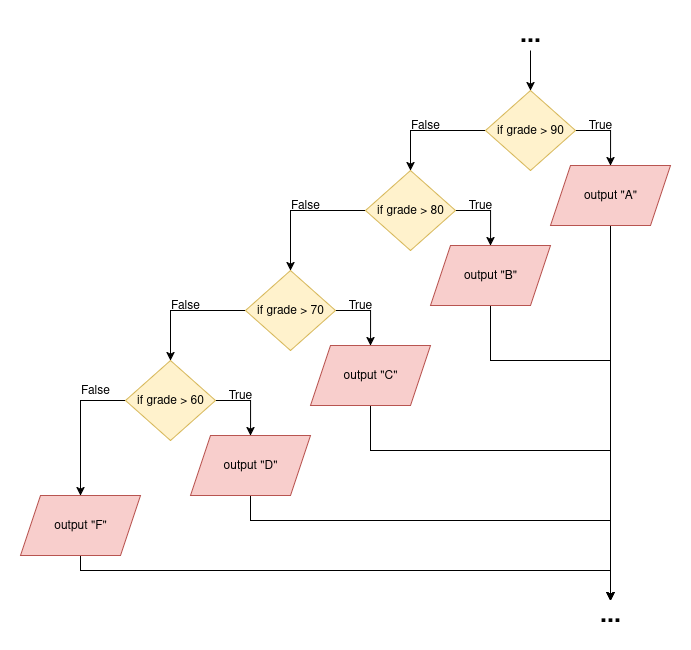 ...
if grade > 90
False
True
output "A"
if grade > 80
False
True
output "B"
if grade > 70
False
True
output "C"
if grade > 60
False
True
output "D"
output "F"
...